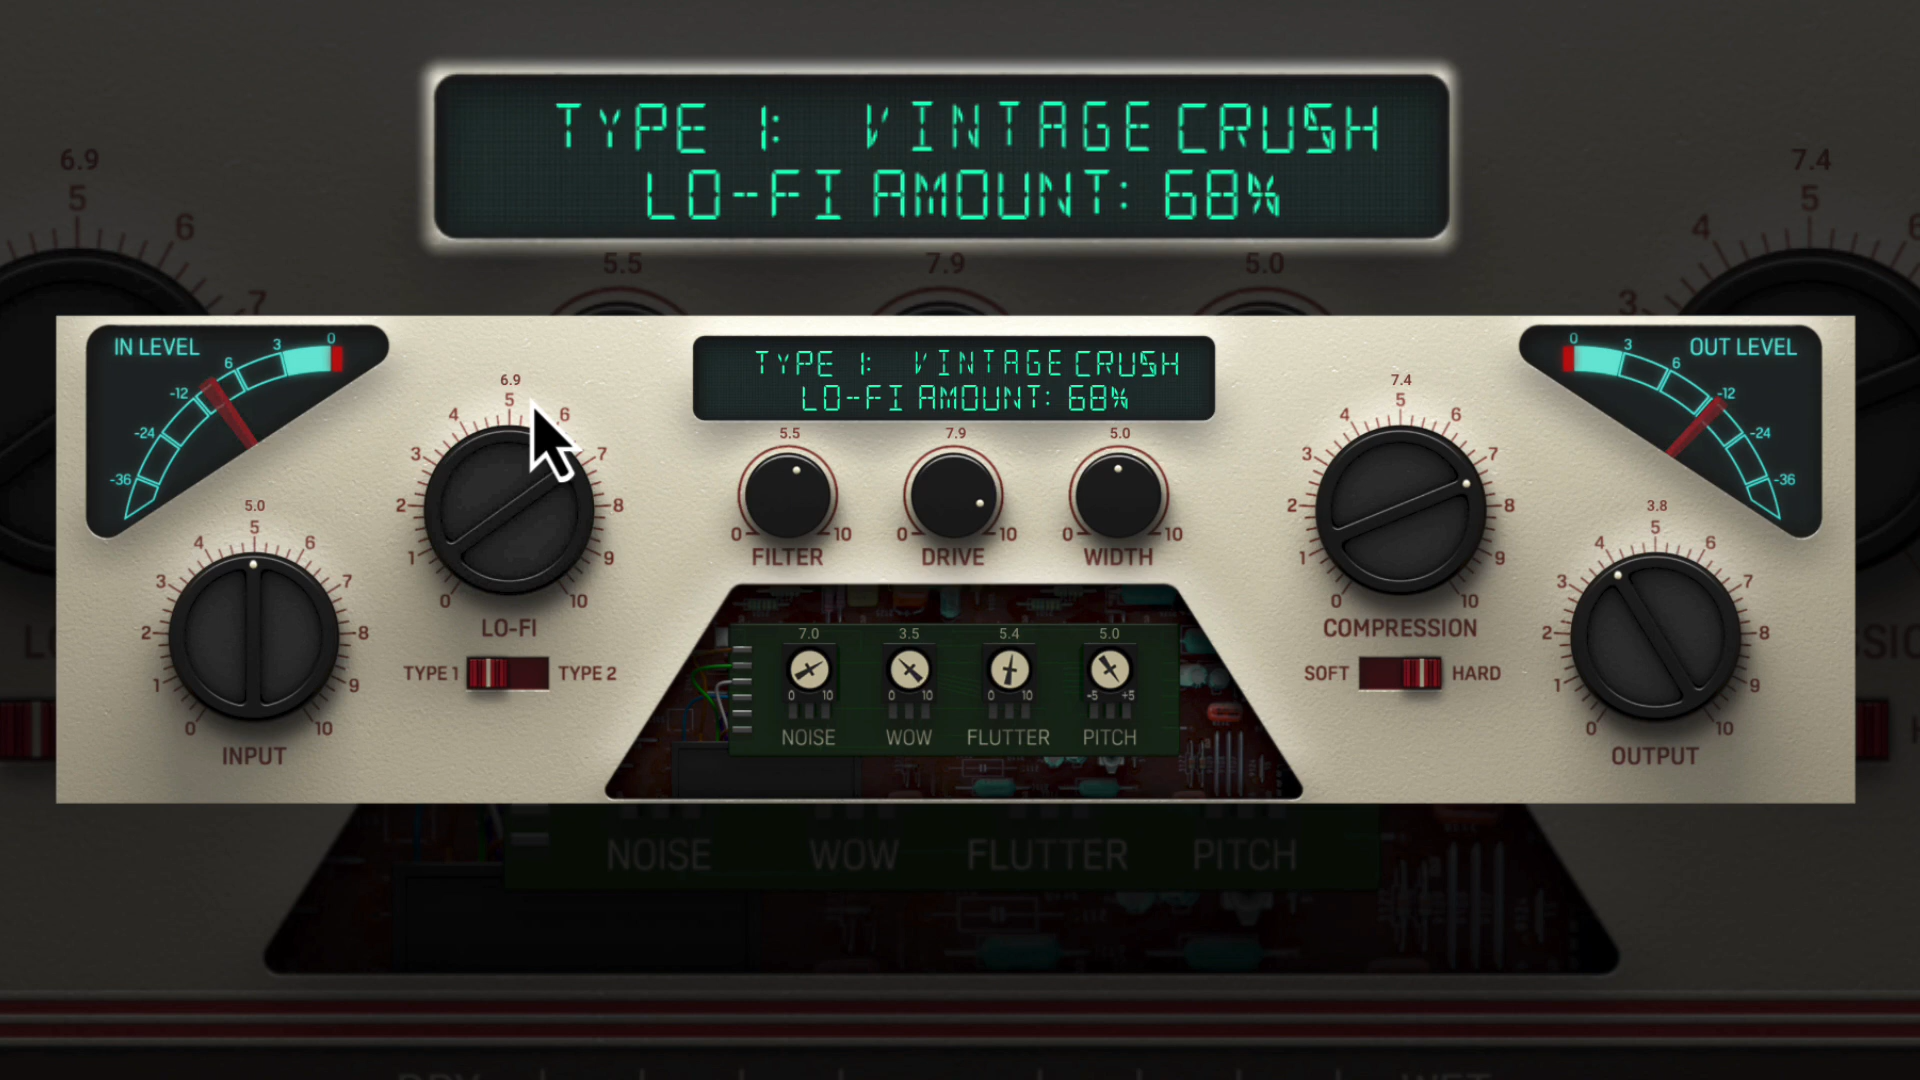 TYPE 1: VINTAGE CRUSH
LO-FI AMOUNT: 68%
6.9
5
6
7
5.5
7.9
5.0
7.4
5
4
6
3
IN LEVEL
-36 -24 -12 6 3 0
6.9
0 1 2 3 4 5 6 7 8 9 10
LO-FI
TYPE 1 TYPE 2
5.0
0 1 2 3 4 5 6 7 8 9 10
INPUT
TYPE 1: VINTAGE CRUSH
LO-FI AMOUNT: 68%
5.5
0 10
FILTER
7.9
0 10
DRIVE
5.0
0 10
WIDTH
7.0 3.5 5.4 5.0
0 10 0 10 0 10 -5 +5
NOISE WOW FLUTTER PITCH
7.4
0 1 2 3 4 5 6 7 8 9 10
COMPRESSION
SOFT HARD
OUT LEVEL
0 3 6 -12 -24 -36
3.8
0 1 2 3 4 5 6 7 8 9 10
OUTPUT
NOISE WOW FLUTTER PITCH